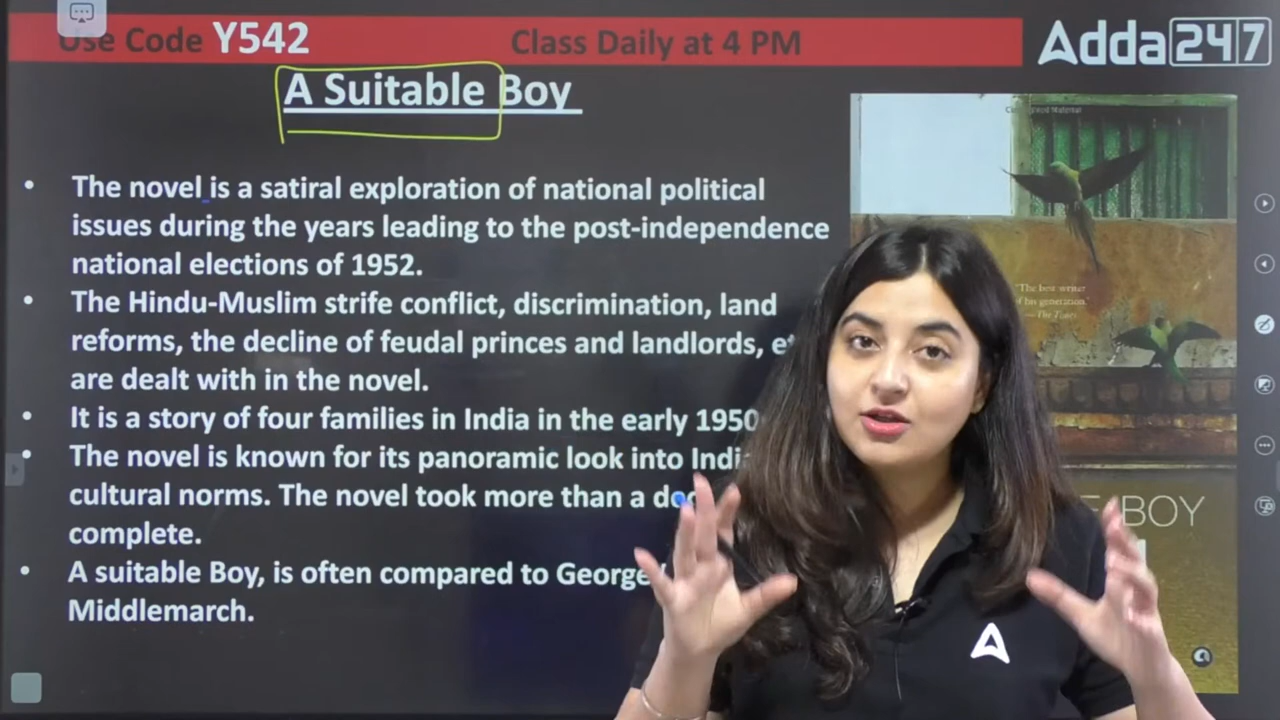 Use Code Y542 Class Daily at 4 PM Adda247
A Suitable Boy
• The novel is a satiral exploration of national political
issues during the years leading to the post-independence
national elections of 1952.
• The Hindu-Muslim strife conflict, discrimination, land
reforms, the decline of feudal princes and landlords,
are dealt with in the novel.
• It is a story of four families in India in the early 1950
• The novel is known for its panoramic look into
cultural norms. The novel took more than a
complete.
• A suitable Boy, is often compared to George
Middlemarch.
"The best writer
of his generation."
— The Times
BOY